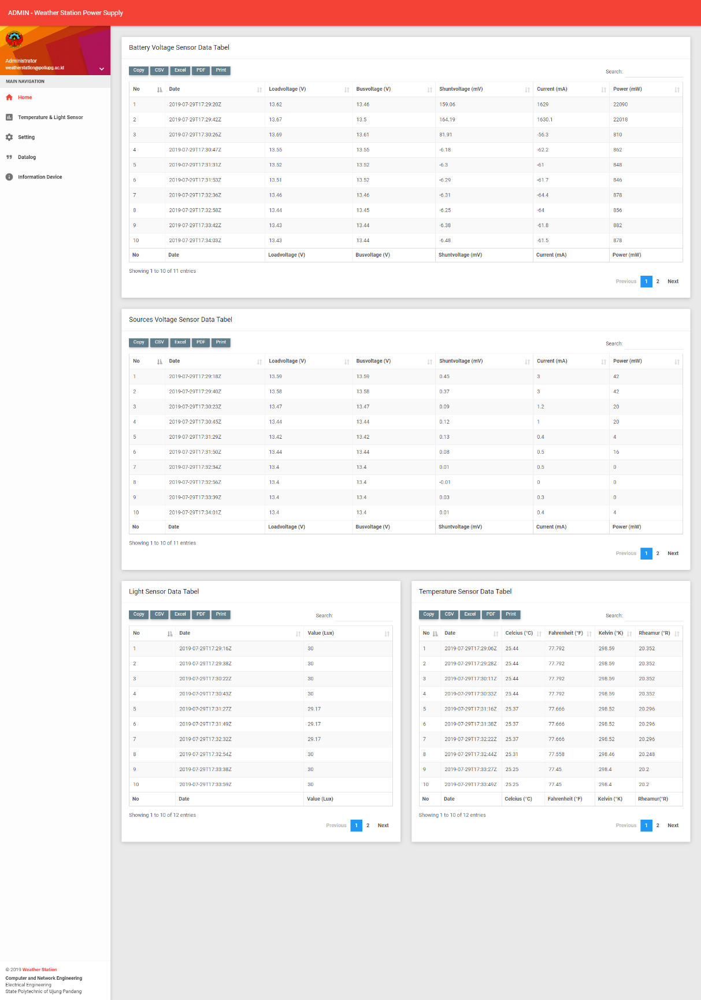 ADMIN - Weather Station Power Supply
Administrator
weatherstation@poliupg.ac.id
MAIN NAVIGATION
Home
Temperature & Light Sensor
Setting
Datalog
Information Device
Battery Voltage Sensor Data Tabel
Copy CSV Excel PDF Print Search:
No Date Loadvoltage (V) Busvoltage (V) Shuntvoltage (mV) Current (mA) Power (mW)
1 2019-07-29T17:29:20Z 13.62 13.46 159.06 1629 22090
2 2019-07-29T17:29:42Z 13.67 13.5 164.19 1630.1 22018
3 2019-07-29T17:30:26Z 13.69 13.61 81.91 -56.3 810
4 2019-07-29T17:30:47Z 13.55 13.55 -6.18 -62.2 862
5 2019-07-29T17:31:31Z 13.52 13.52 -6.3 -61 848
6 2019-07-29T17:31:53Z 13.51 13.52 -6.29 -61.7 846
7 2019-07-29T17:32:36Z 13.46 13.46 -6.31 -64.4 878
8 2019-07-29T17:32:58Z 13.44 13.45 -6.25 -64 856
9 2019-07-29T17:33:42Z 13.43 13.44 -6.38 -61.8 882
10 2019-07-29T17:34:03Z 13.43 13.44 -6.48 -61.5 878
No Date Loadvoltage (V) Busvoltage (V) Shuntvoltage (mV) Current (mA) Power (mW)
Showing 1 to 10 of 11 entries
Previous 1 2 Next
Sources Voltage Sensor Data Tabel
Copy CSV Excel PDF Print Search:
No Date Loadvoltage (V) Busvoltage (V) Shuntvoltage (mV) Current (mA) Power (mW)
1 2019-07-29T17:29:18Z 13.59 13.59 0.45 3 42
2 2019-07-29T17:29:40Z 13.58 13.58 0.37 3 42
3 2019-07-29T17:30:23Z 13.47 13.47 0.09 1.2 20
4 2019-07-29T17:30:45Z 13.44 13.44 0.12 1 20
5 2019-07-29T17:31:29Z 13.42 13.42 0.13 0.4 4
6 2019-07-29T17:31:50Z 13.44 13.44 0.08 0.5 16
7 2019-07-29T17:32:34Z 13.4 13.4 0.01 0.5 0
8 2019-07-29T17:32:56Z 13.4 13.4 -0.01 0 0
9 2019-07-29T17:33:39Z 13.4 13.4 0.03 0.3 0
10 2019-07-29T17:34:01Z 13.4 13.4 0.01 0.4 4
No Date Loadvoltage (V) Busvoltage (V) Shuntvoltage (mV) Current (mA) Power (mW)
Showing 1 to 10 of 11 entries
Previous 1 2 Next
Light Sensor Data Tabel
Copy CSV Excel PDF Print Search:
No Date Value (Lux)
1 2019-07-29T17:29:16Z 30
2 2019-07-29T17:29:38Z 30
3 2019-07-29T17:30:22Z 30
4 2019-07-29T17:30:43Z 30
5 2019-07-29T17:31:27Z 29.17
6 2019-07-29T17:31:49Z 29.17
7 2019-07-29T17:32:32Z 29.17
8 2019-07-29T17:32:54Z 30
9 2019-07-29T17:33:38Z 30
10 2019-07-29T17:33:59Z 30
No Date Value (Lux)
Showing 1 to 10 of 12 entries
Previous 1 2 Next
Temperature Sensor Data Tabel
Copy CSV Excel PDF Print Search:
No Date Celcius (°C) Fahrenheit (°F) Kelvin (°K) Rheamur (°R)
1 2019-07-29T17:29:06Z 25.44 77.792 298.59 20.352
2 2019-07-29T17:29:28Z 25.44 77.792 298.59 20.352
3 2019-07-29T17:30:11Z 25.44 77.792 298.59 20.352
4 2019-07-29T17:30:33Z 25.44 77.792 298.59 20.352
5 2019-07-29T17:31:16Z 25.37 77.666 298.52 20.296
6 2019-07-29T17:31:38Z 25.37 77.666 298.52 20.296
7 2019-07-29T17:32:22Z 25.37 77.666 298.52 20.296
8 2019-07-29T17:32:44Z 25.31 77.558 298.46 20.248
9 2019-07-29T17:33:27Z 25.25 77.45 298.4 20.2
10 2019-07-29T17:33:49Z 25.25 77.45 298.4 20.2
No Date Celcius (°C) Fahrenheit (°F) Kelvin (°K) Rheamur(°R)
Showing 1 to 10 of 12 entries
Previous 1 2 Next
© 2019 Weather Station
Computer and Network Engineering
Electrical Engineering
State Polytechnic of Ujung Pandang